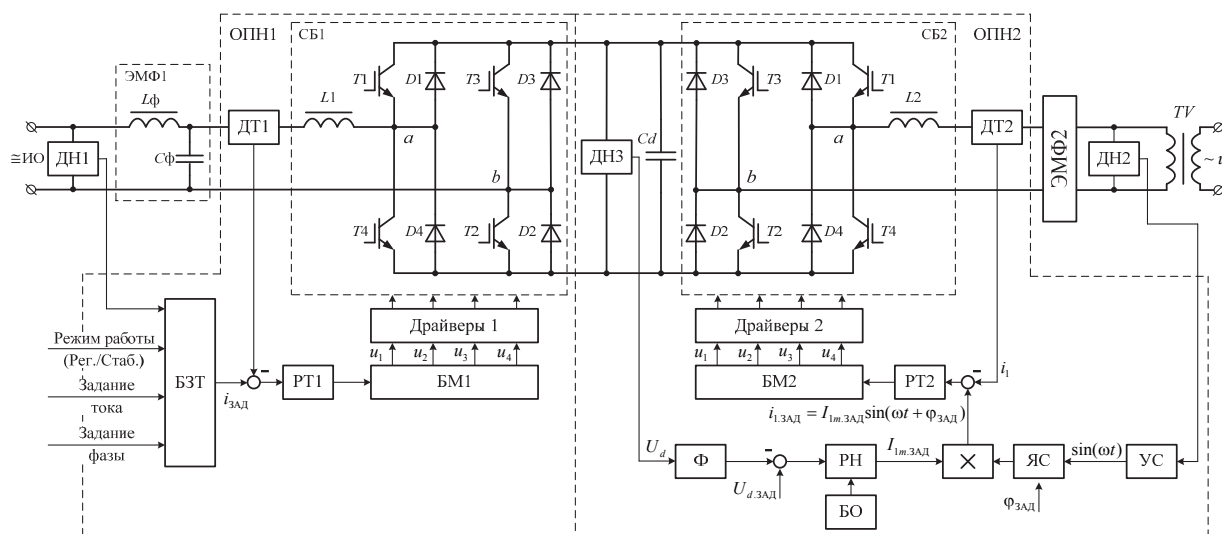 ОПН1
СБ1
СБ2
ОПН2
ЭМФ1
Lф
Cф
ДТ1
L1
T1
D1
T3
D3
a
b
T4
D4
T2
D2
ДН3
Cd
D3
T3
D1
T1
L2
a
b
D2
T2
D4
T4
ДТ2
ЭМФ2
TV
ДН2
≅ИО
ДН1
~ u
Драйверы 1
u1 u2 u3 u4
БМ1
РТ1
Драйверы 2
u1 u2 u3 u4
БМ2
РТ2
i1
Режим работы
(Рег./Стаб.)
Задание
тока
Задание
фазы
БЗТ
iЗАД
i1.ЗАД = I1m.ЗАД sin(ωt + φЗАД)
Ud
Ф
Ud.ЗАД
РН
БО
I1m.ЗАД
×
ЯС
φЗАД
sin(ωt)
УС